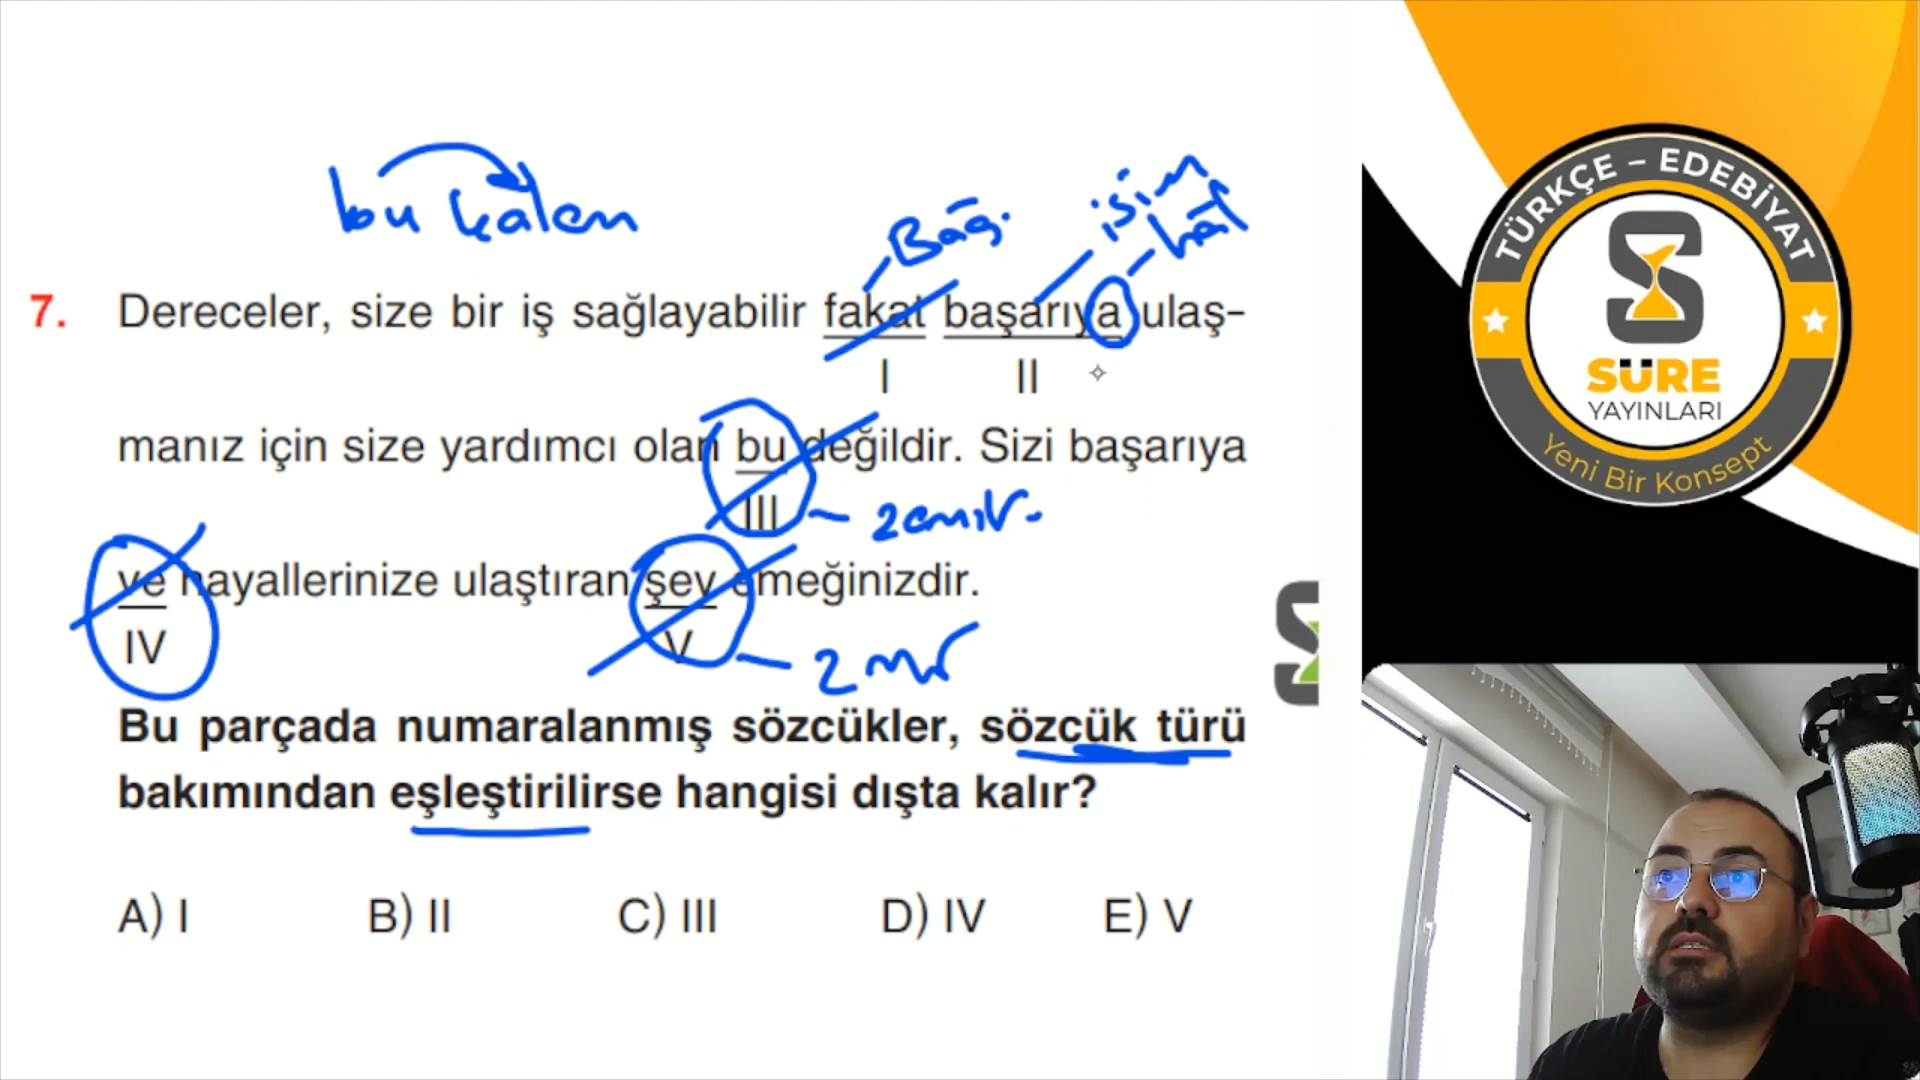 bu kalem
Bağ.
isim
hâl
7. Dereceler, size bir iş sağlayabilir fakat başarıya ulaş-
I II
manız için size yardımcı olan bu değildir. Sizi başarıya
III
zamir
ve hayallerinize ulaştıran şey emeğinizdir.
IV V
zmr
Bu parçada numaralanmış sözcükler, sözcük türü
bakımından eşleştirilirse hangisi dışta kalır?
A) I B) II C) III D) IV E) V
TÜRKÇE – EDEBİYAT
SÜRE
YAYINLARI
Yeni Bir Konsept